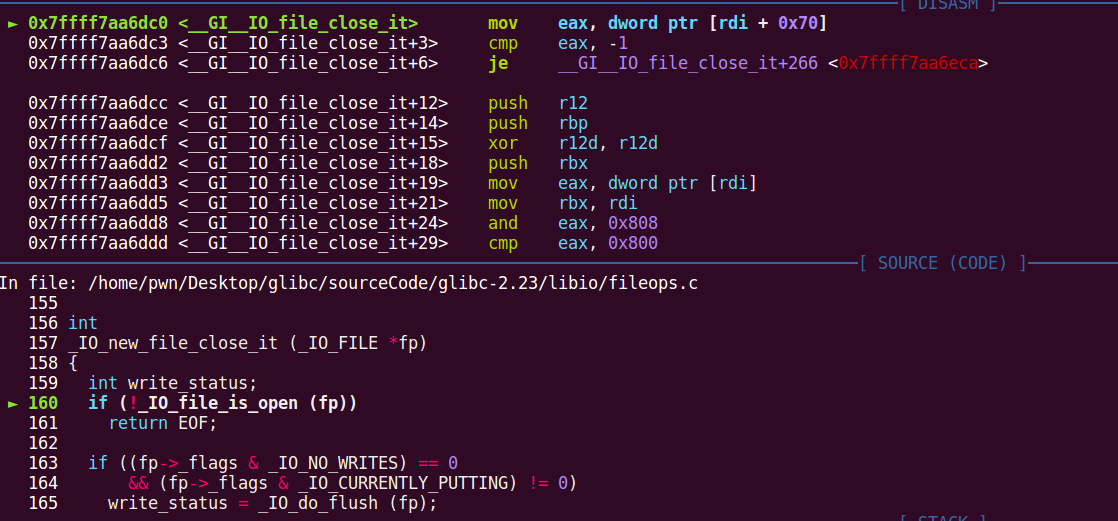 [ DISASM ]
► 0x7ffff7aa6dc0 <__GI__IO_file_close_it>       mov    eax, dword ptr [rdi + 0x70]
0x7ffff7aa6dc3 <__GI__IO_file_close_it+3>     cmp    eax, -1
0x7ffff7aa6dc6 <__GI__IO_file_close_it+6>     je     __GI__IO_file_close_it+266 <0x7ffff7aa6eca>
0x7ffff7aa6dcc <__GI__IO_file_close_it+12>    push   r12
0x7ffff7aa6dce <__GI__IO_file_close_it+14>    push   rbp
0x7ffff7aa6dcf <__GI__IO_file_close_it+15>    xor    r12d, r12d
0x7ffff7aa6dd2 <__GI__IO_file_close_it+18>    push   rbx
0x7ffff7aa6dd3 <__GI__IO_file_close_it+19>    mov    eax, dword ptr [rdi]
0x7ffff7aa6dd5 <__GI__IO_file_close_it+21>    mov    rbx, rdi
0x7ffff7aa6dd8 <__GI__IO_file_close_it+24>    and    eax, 0x808
0x7ffff7aa6ddd <__GI__IO_file_close_it+29>    cmp    eax, 0x800
[ SOURCE (CODE) ]
In file: /home/pwn/Desktop/glibc/sourceCode/glibc-2.23/libio/fileops.c
155
156 int
157 _IO_new_file_close_it (_IO_FILE *fp)
158 {
159   int write_status;
► 160   if (!_IO_file_is_open (fp))
161     return EOF;
162
163   if ((fp->_flags & _IO_NO_WRITES) == 0
164       && (fp->_flags & _IO_CURRENTLY_PUTTING) != 0)
165     write_status = _IO_do_flush (fp);
[ STACK ]